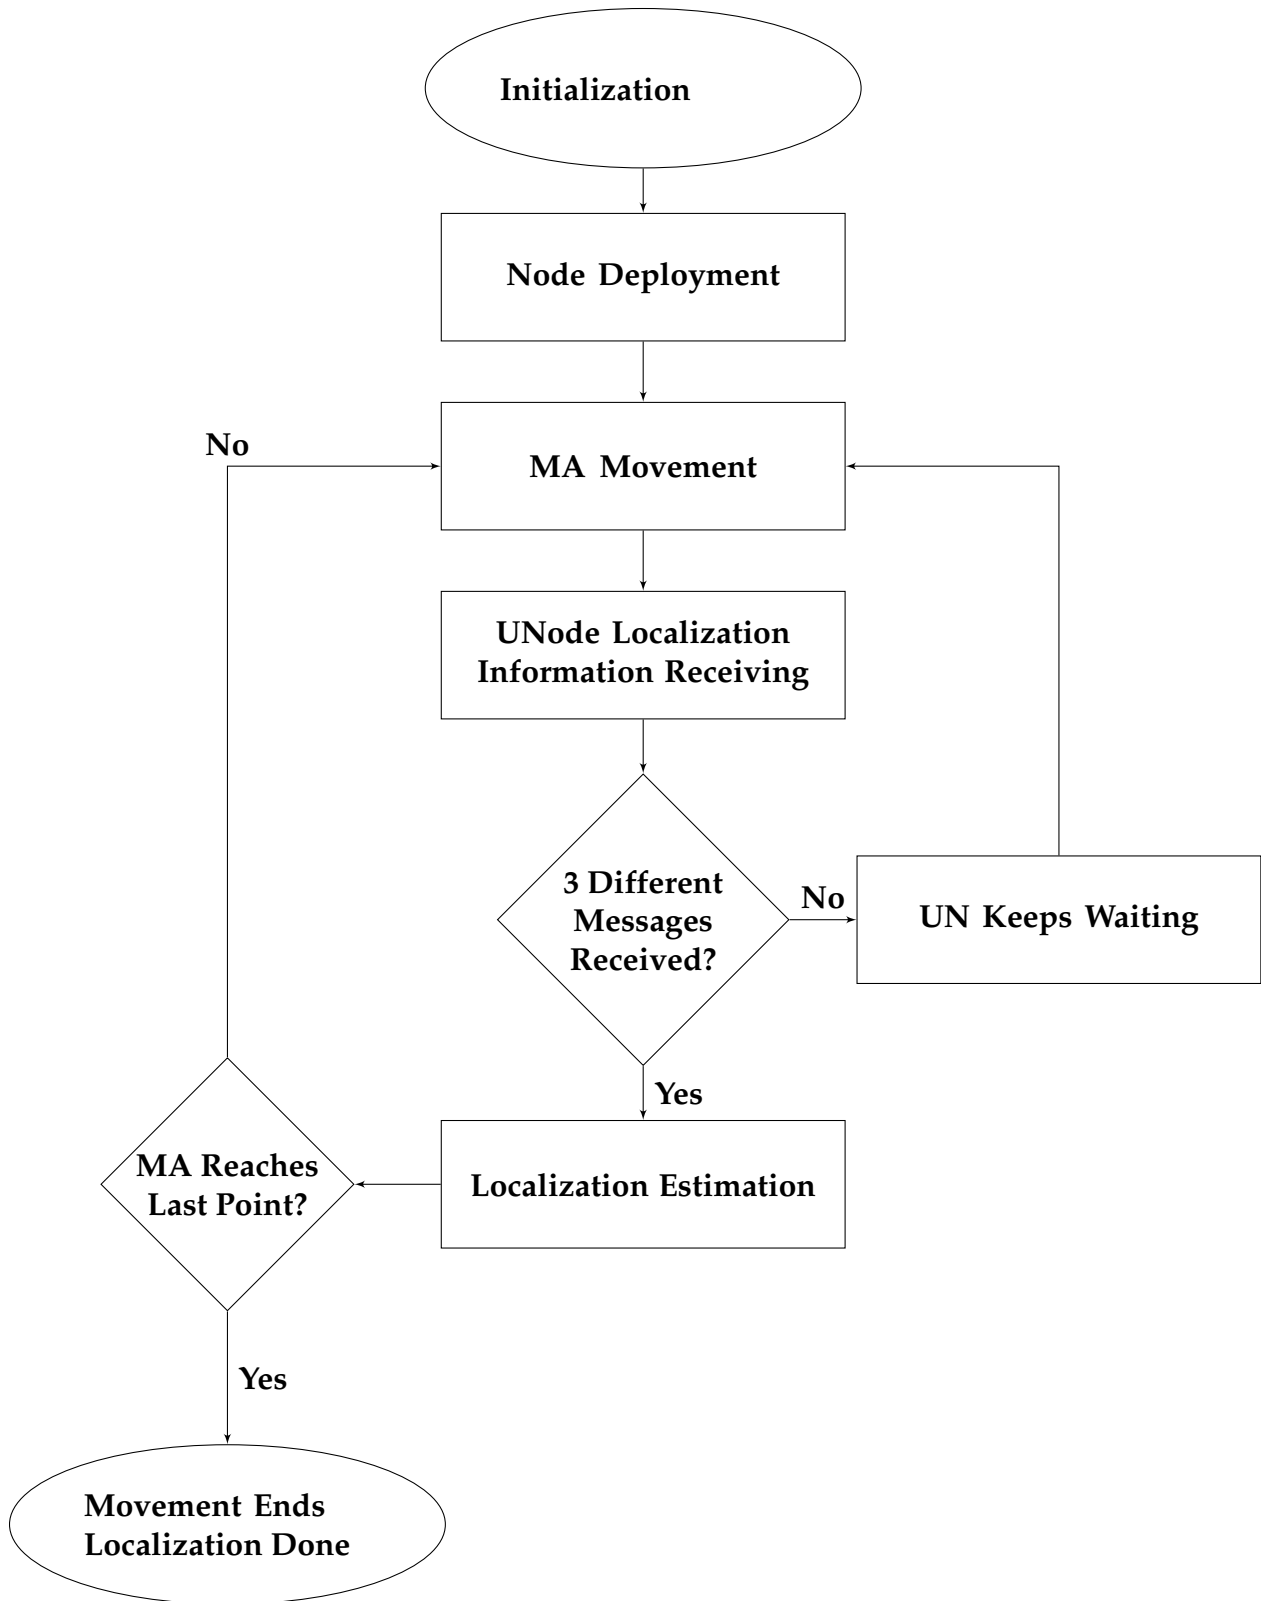 Initialization
Node Deployment
No
MA Movement
UNode Localization
Information Receiving
3 Different
Messages
Received?
No
UN Keeps Waiting
Yes
MA Reaches
Last Point?
Localization Estimation
Yes
Movement Ends
Localization Done